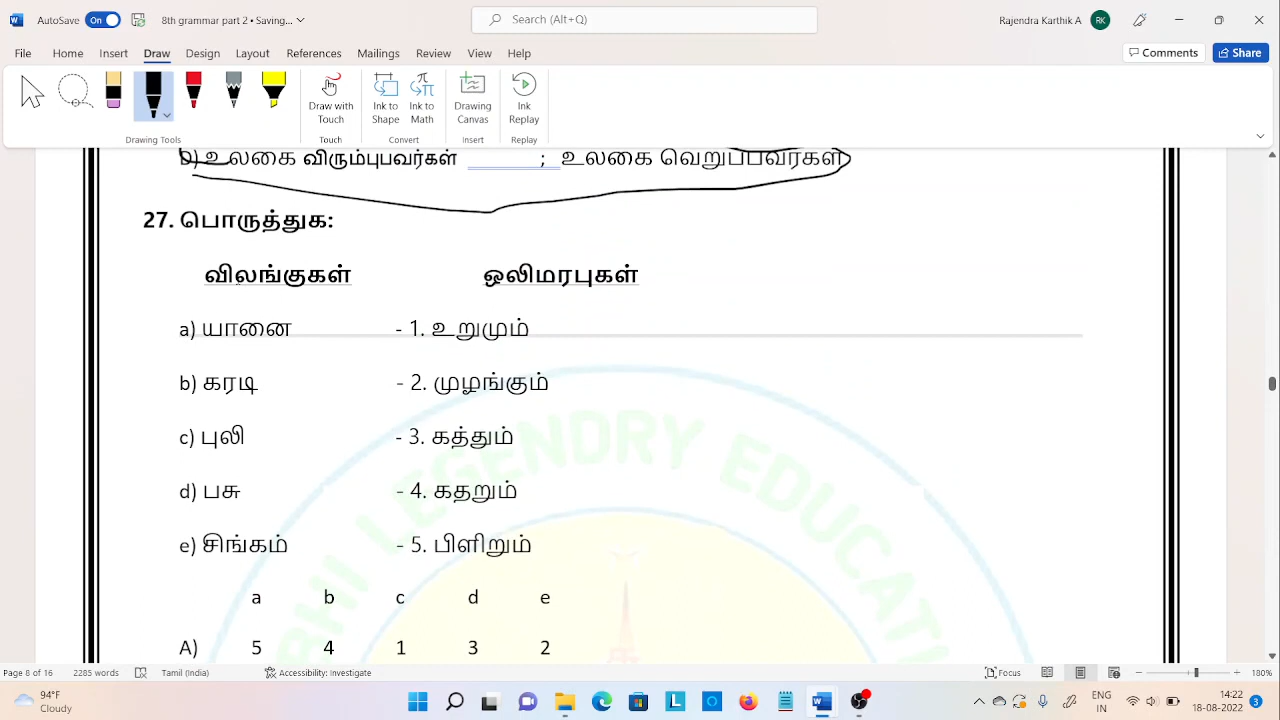 AutoSave On 8th grammar part 2 • Saving... Search (Alt+Q) Rajendra Karthik A RK
File Home Insert Draw Design Layout References Mailings Review View Help Comments Share
Draw with Touch Ink to Shape Ink to Math Drawing Canvas Ink Replay
Drawing Tools Touch Convert Insert Replay
b) உலகை விரும்புபவர்கள் ; உலகை வெறுப்பவர்கள்
27. பொருத்துக:
விலங்குகள் ஒலிமரபுகள்
a) யானை - 1. உறுமும்
b) கரடி - 2. முழங்கும்
c) புலி - 3. கத்தும்
d) பசு - 4. கதறும்
e) சிங்கம் - 5. பிளிறும்
a b c d e
A) 5 4 1 3 2
LEGENDRY EDUCATI
Page 8 of 16 2285 words Tamil (India) Accessibility: Investigate Focus 180%
94°F Cloudy ENG IN 14:22 18-08-2022 3